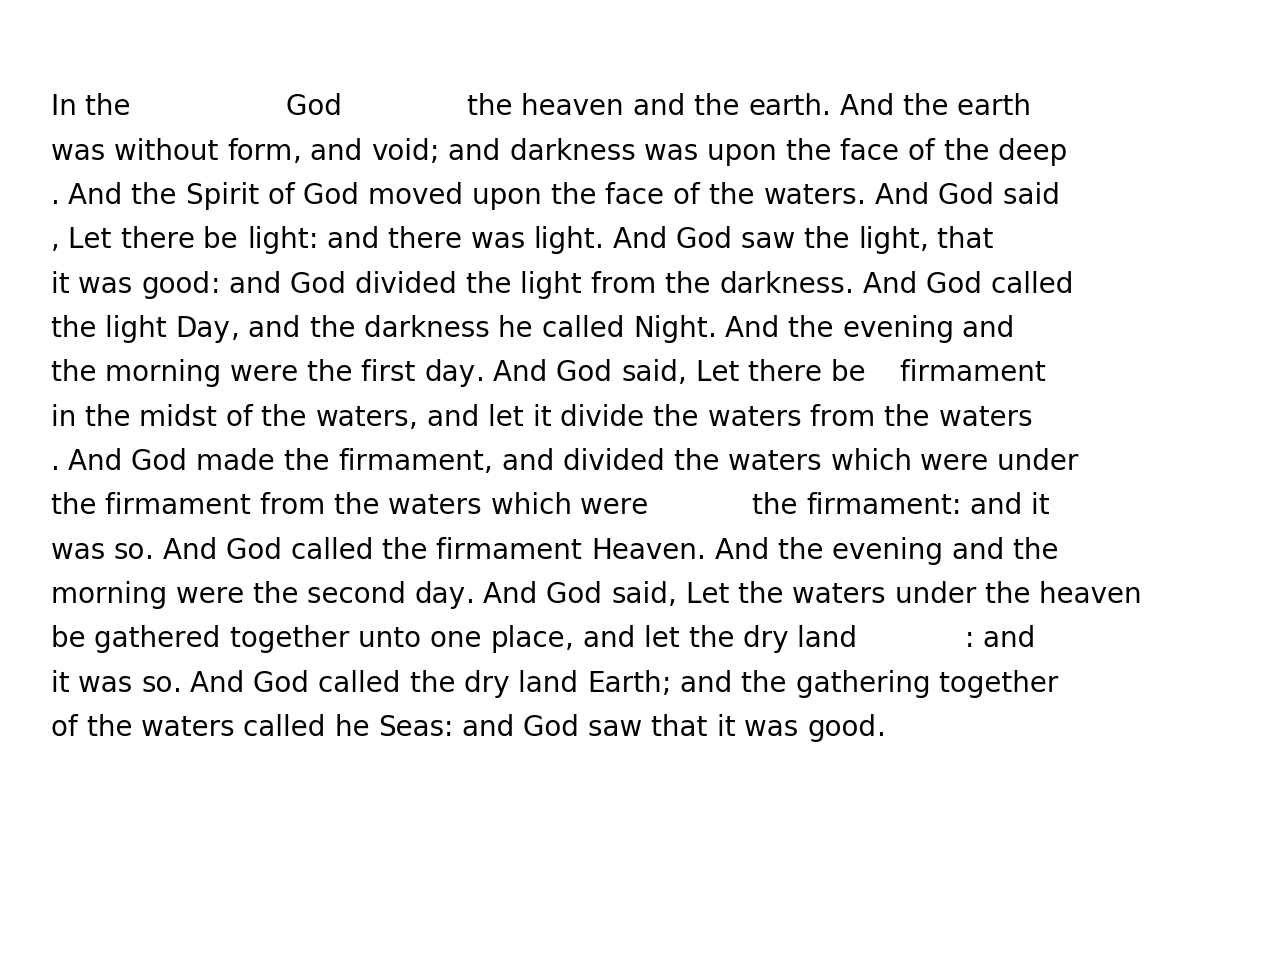 In the God the heaven and the earth. And the earth
was without form, and void; and darkness was upon the face of the deep
. And the Spirit of God moved upon the face of the waters. And God said
, Let there be light: and there was light. And God saw the light, that
it was good: and God divided the light from the darkness. And God called
the light Day, and the darkness he called Night. And the evening and
the morning were the first day. And God said, Let there be firmament
in the midst of the waters, and let it divide the waters from the waters
. And God made the firmament, and divided the waters which were under
the firmament from the waters which were the firmament: and it
was so. And God called the firmament Heaven. And the evening and the
morning were the second day. And God said, Let the waters under the heaven
be gathered together unto one place, and let the dry land : and
it was so. And God called the dry land Earth; and the gathering together
of the waters called he Seas: and God saw that it was good.